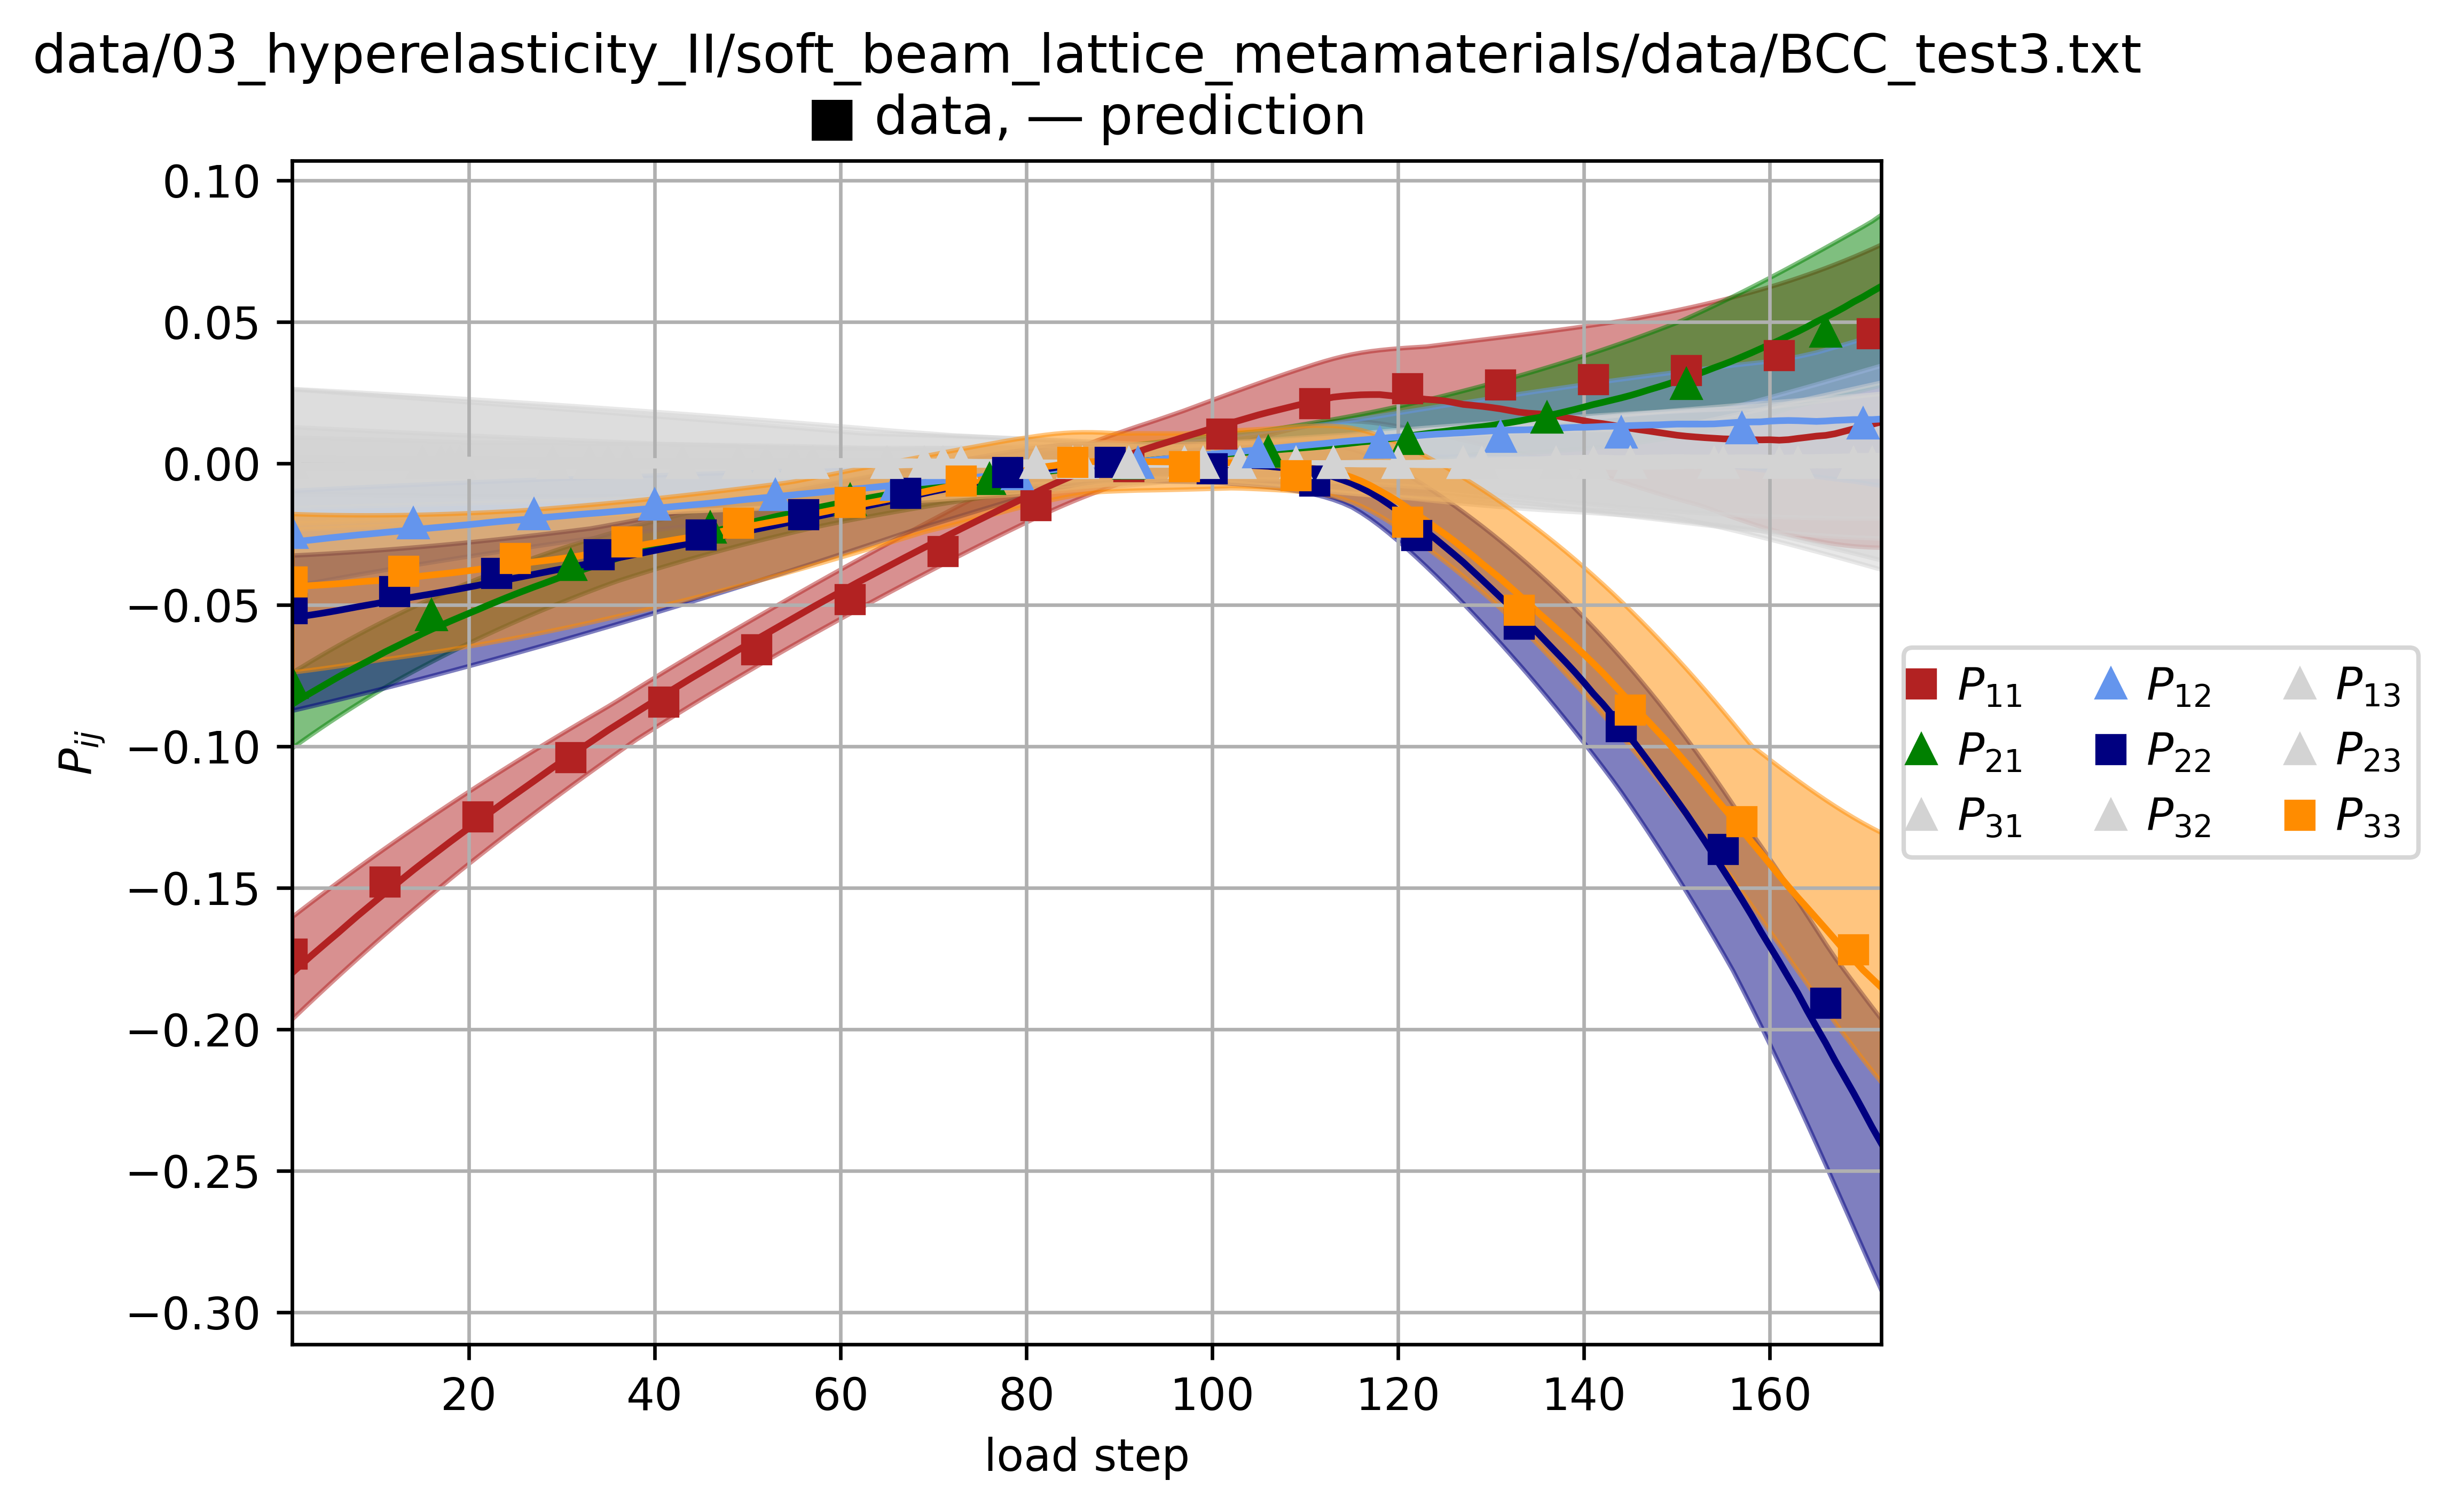 data/03_hyperelasticity_II/soft_beam_lattice_metamaterials/data/BCC_test3.txt
■ data, — prediction
0.10
0.05
0.00
−0.05
−0.10
−0.15
−0.20
−0.25
−0.30
P_{ij}
20 40 60 80 100 120 140 160
load step
P_{11} P_{12} P_{13}
P_{21} P_{22} P_{23}
P_{31} P_{32} P_{33}